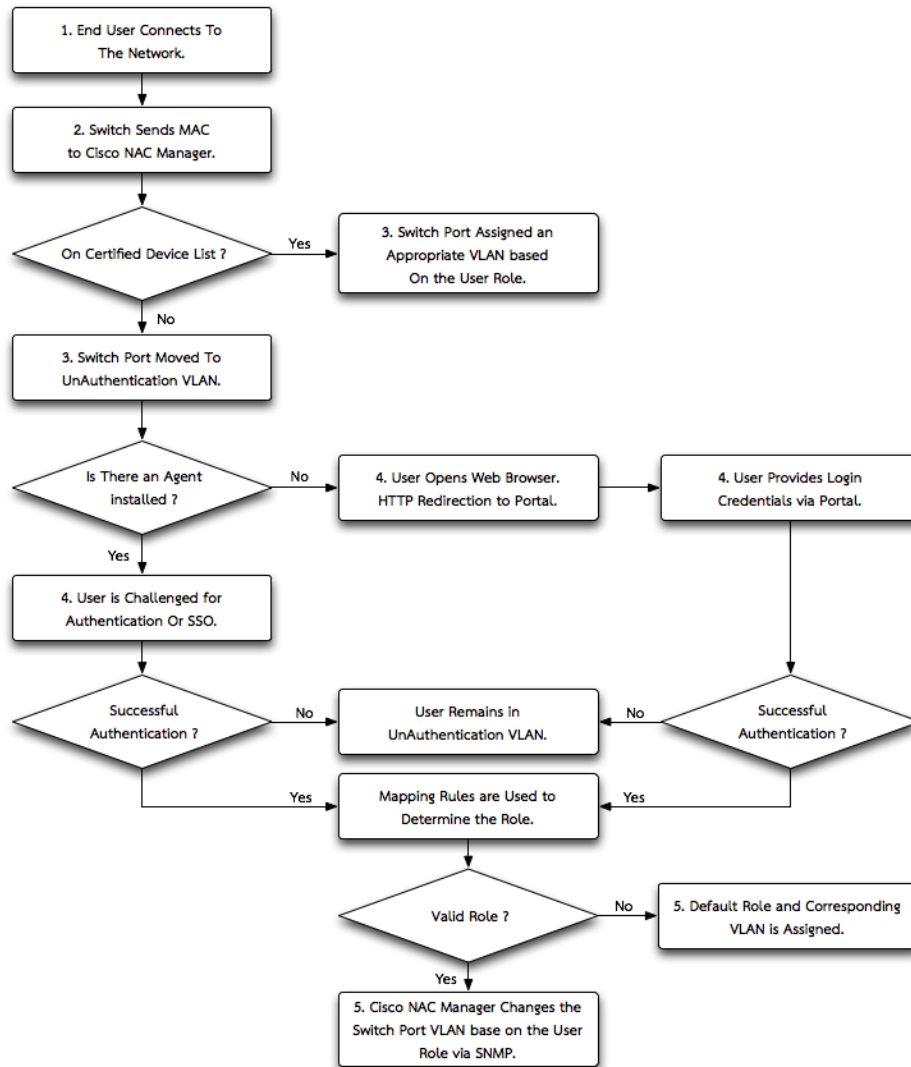 1. End User Connects To
The Network.
2. Switch Sends MAC
to Cisco NAC Manager.
On Certified Device List ?
Yes
3. Switch Port Assigned an
Appropriate VLAN based
On the User Role.
No
3. Switch Port Moved To
UnAuthentication VLAN.
Is There an Agent
installed ?
No
4. User Opens Web Browser.
HTTP Redirection to Portal.
4. User Provides Login
Credentials via Portal.
Yes
4. User is Challenged for
Authentication Or SSO.
Successful
Authentication ?
No
User Remains in
UnAuthentication VLAN.
No
Successful
Authentication ?
Yes
Mapping Rules are Used to
Determine the Role.
Yes
Valid Role ?
No
5. Default Role and Corresponding
VLAN is Assigned.
Yes
5. Cisco NAC Manager Changes the
Switch Port VLAN base on the User
Role via SNMP.